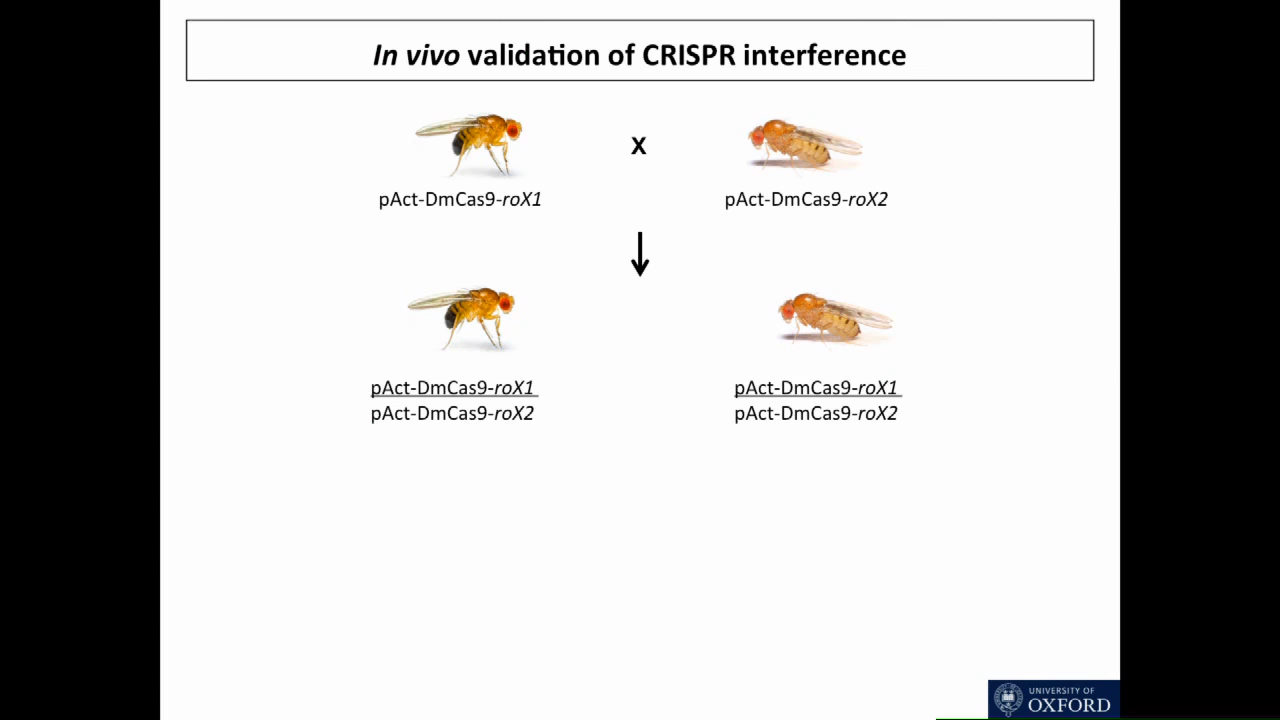 In vivo validation of CRISPR interference
X
pAct-DmCas9-roX1
pAct-DmCas9-roX2
pAct-DmCas9-roX1
pAct-DmCas9-roX2
pAct-DmCas9-roX1
pAct-DmCas9-roX2
UNIVERSITY OF
OXFORD